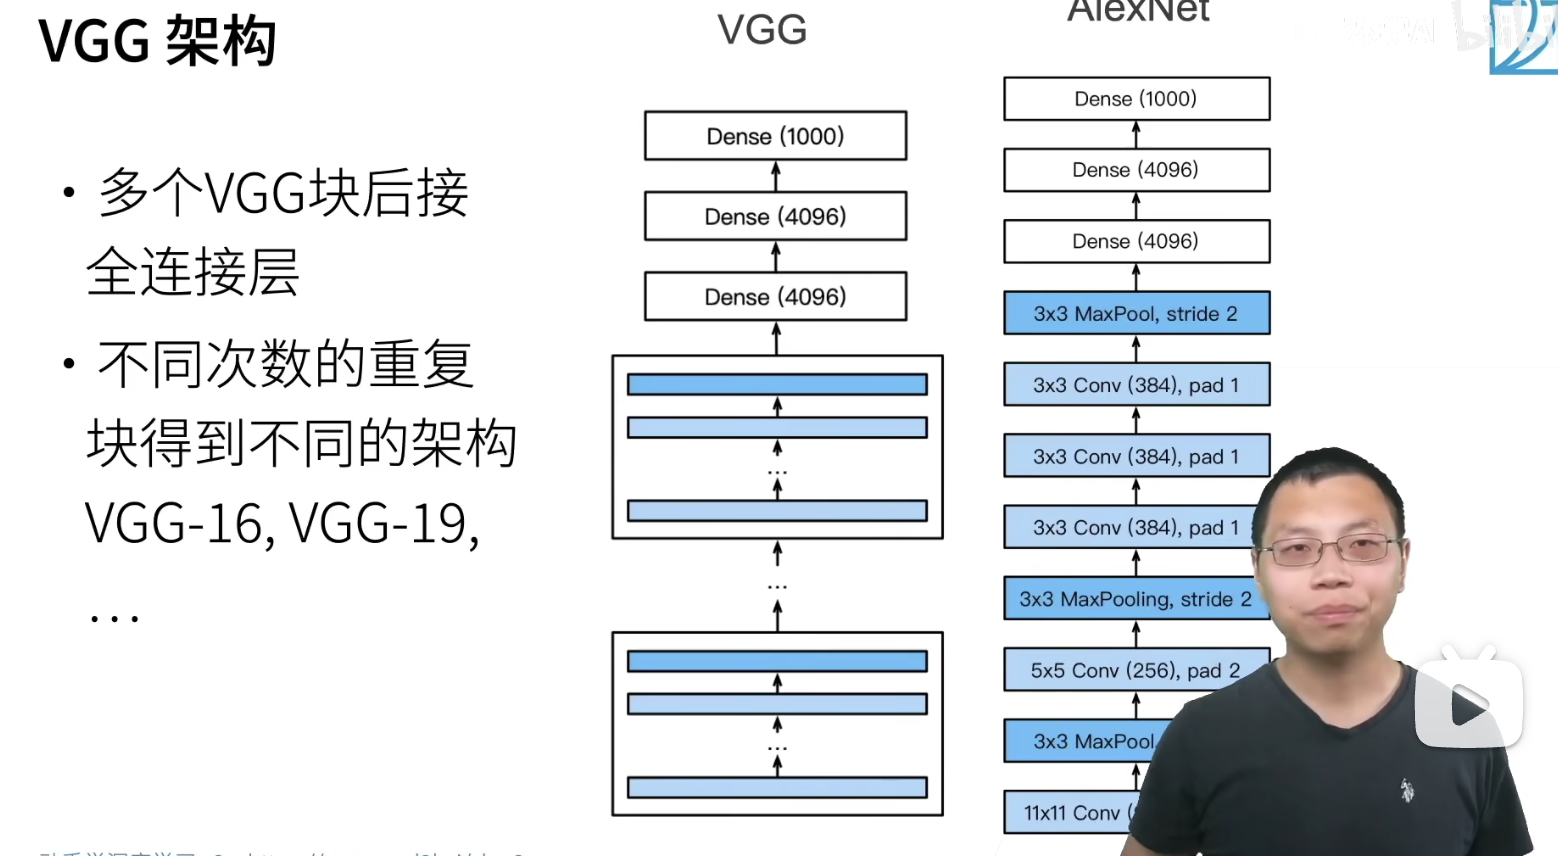 VGG 架构
• 多个VGG块后接
全连接层
• 不同次数的重复
块得到不同的架构
VGG-16, VGG-19,
...
VGG
Dense (1000)
Dense (4096)
Dense (4096)
...
...
...
AlexNet
Dense (1000)
Dense (4096)
Dense (4096)
3x3 MaxPool, stride 2
3x3 Conv (384), pad 1
3x3 Conv (384), pad 1
3x3 Conv (384), pad 1
3x3 MaxPooling, stride 2
5x5 Conv (256), pad 2
3x3 MaxPool
11x11 Conv (